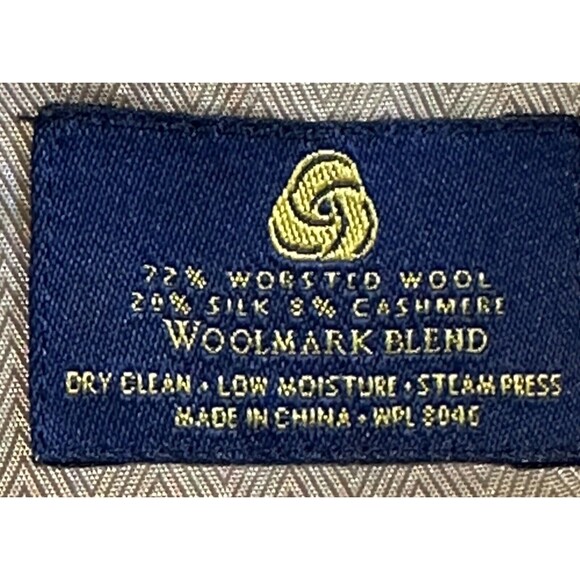 72% WORSTED WOOL
20% SILK 8% CASHMERE
WOOLMARK BLEND
DRY CLEAN • LOW MOISTURE • STEAM PRESS
MADE IN CHINA • WPL 8046